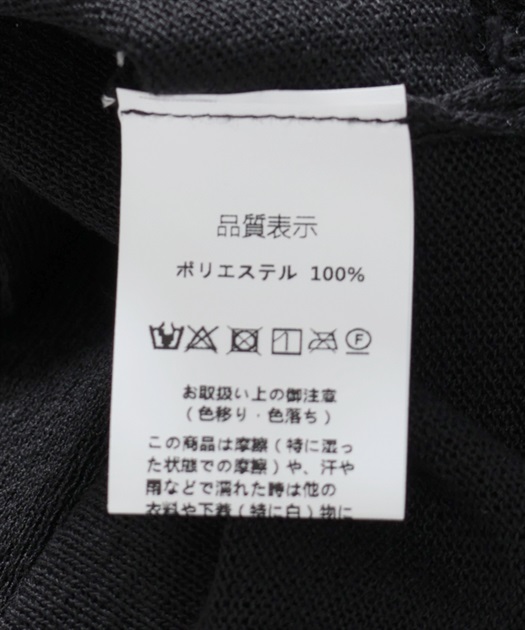 品質表示
ポリエステル 100%
F
お取扱い上の御注意
(色移り・色落ち)
この商品は摩擦(特に湿っ
た状態での摩擦)や、汗や
雨などで濡れた時は他の
衣料や下着(特に白)物に